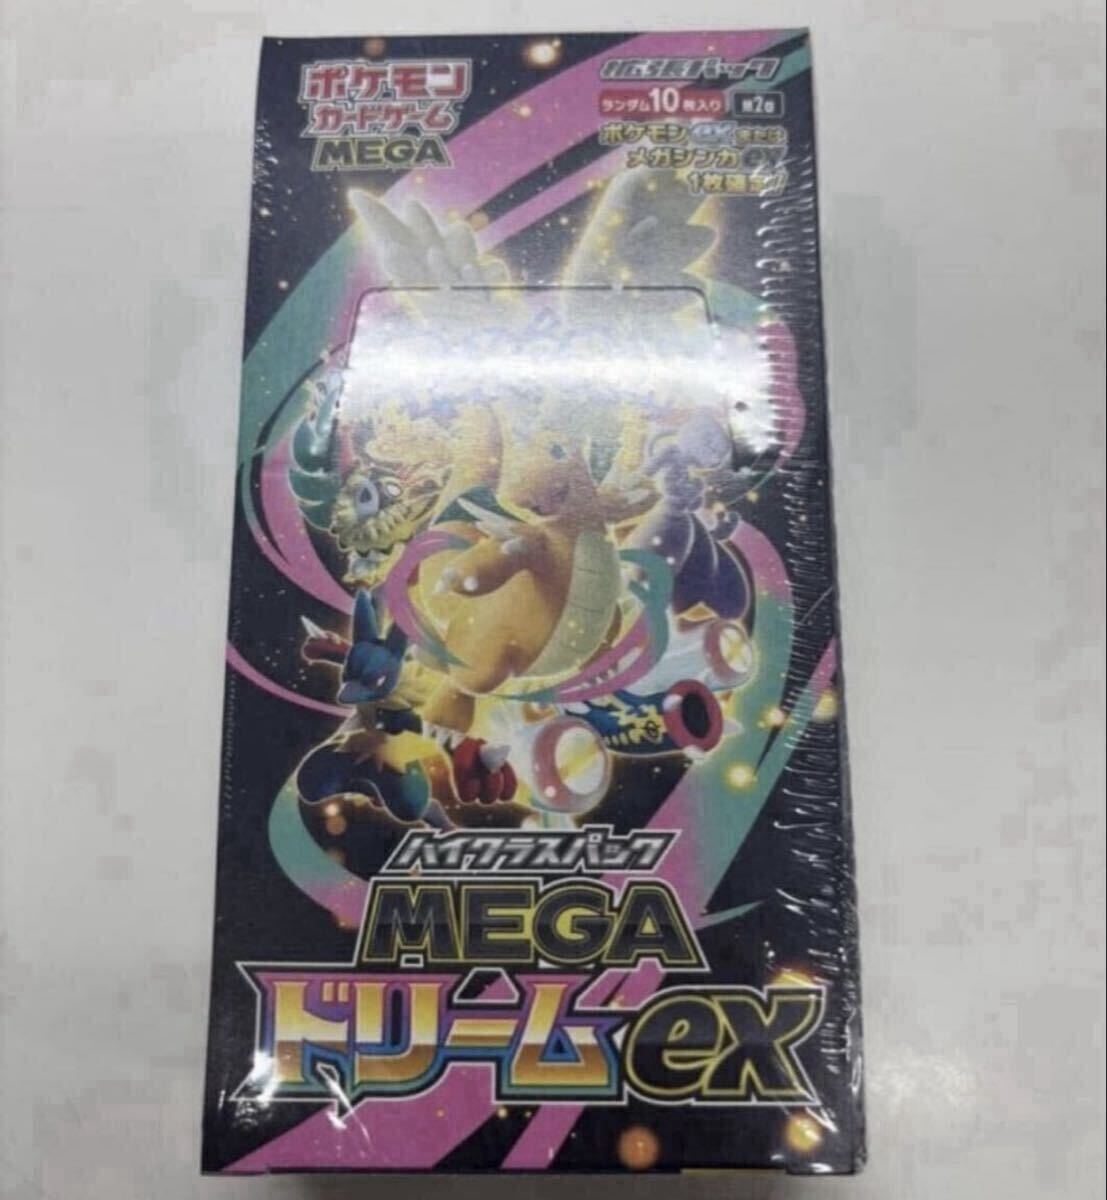 ポケモン
カードゲーム
MEGA
拡張パック
ランダム10枚入り
ポケモンexまたは
メガシンカex
1枚確定!!
ハイクラスパック
MEGA
ドリームex